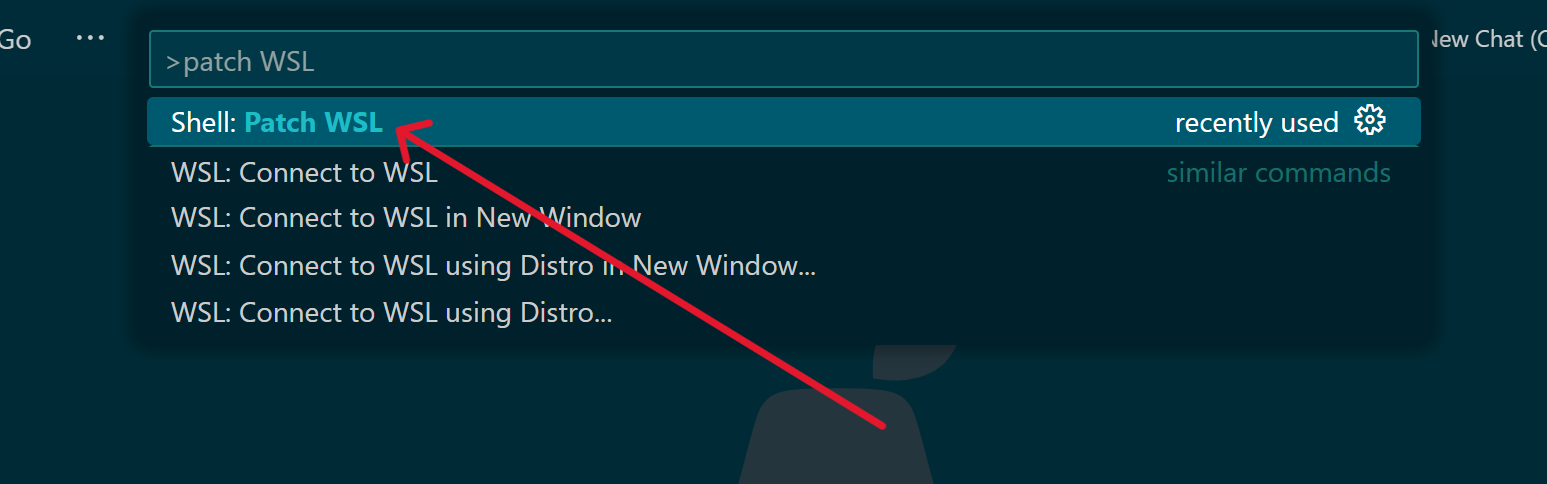 Go ...
>patch WSL
New Chat (C
Shell: Patch WSL recently used
WSL: Connect to WSL similar commands
WSL: Connect to WSL in New Window
WSL: Connect to WSL using Distro in New Window...
WSL: Connect to WSL using Distro...